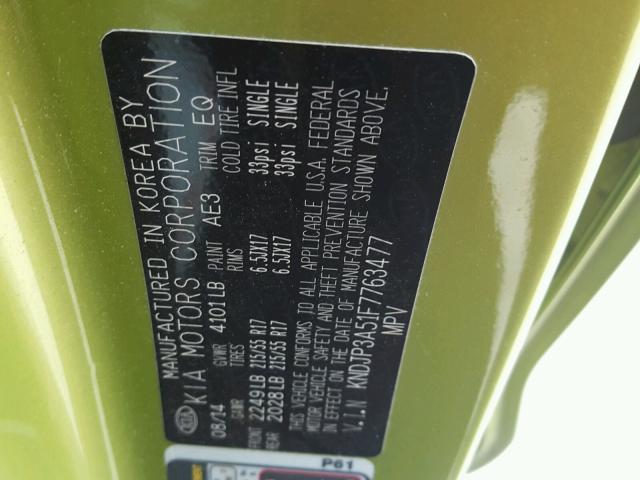 MANUFACTURED IN KOREA BY
KIA MOTORS CORPORATION
08/14 GVWR 4101LB PAINT AE3 TRIM EQ
GAWR TIRES RIMS COLD TIRE INFL
FRONT 2249LB 215/55 R17 6.5JX17 33psi SINGLE
REAR 2028LB 215/55 R17 6.5JX17 33psi SINGLE
THIS VEHICLE CONFORMS TO ALL APPLICABLE U.S.A. FEDERAL
MOTOR VEHICLE SAFETY AND THEFT PREVENTION STANDARDS
IN EFFECT ON THE DATE OF MANUFACTURE SHOWN ABOVE.
V.I.N KNDJP3A51F7763477
MPV
KIA
P61